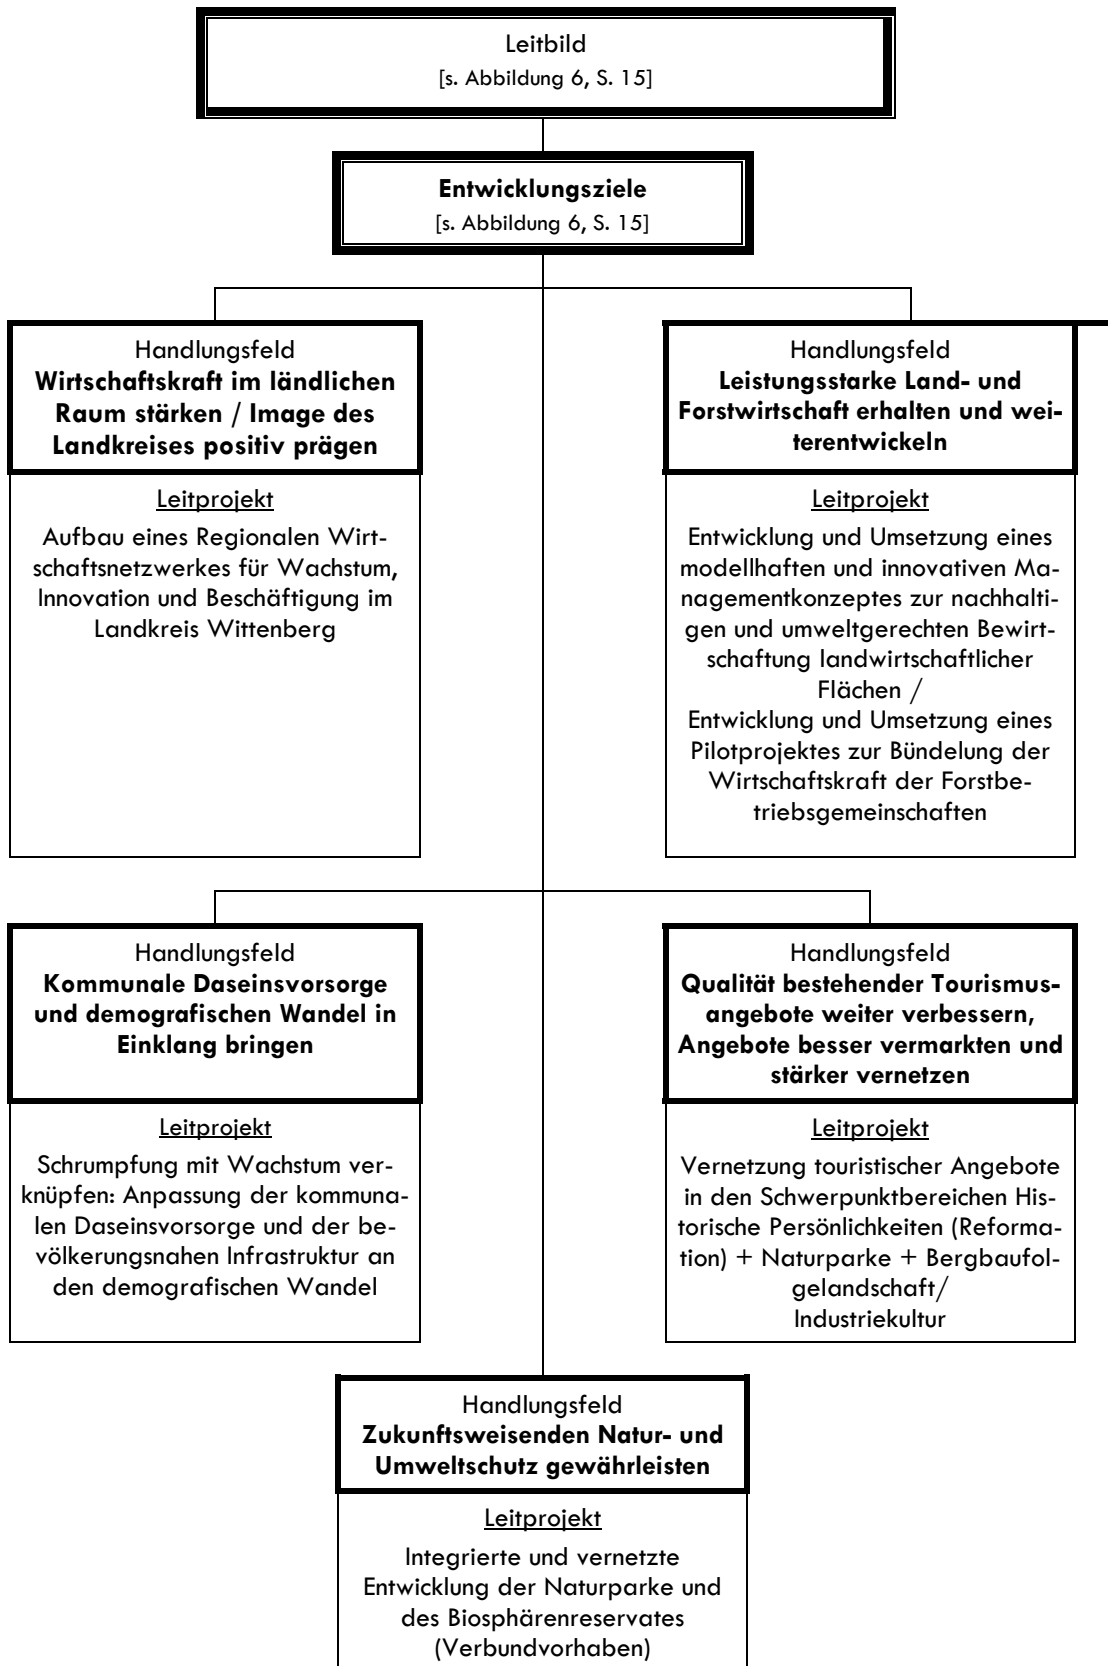 Leitbild
[s. Abbildung 6, S. 15]
Entwicklungsziele
[s. Abbildung 6, S. 15]
Handlungsfeld
Wirtschaftskraft im ländlichen
Raum stärken / Image des
Landkreises positiv prägen
Leitprojekt
Aufbau eines Regionalen Wirt-
schaftsnetzwerkes für Wachstum,
Innovation und Beschäftigung im
Landkreis Wittenberg
Handlungsfeld
Leistungsstarke Land- und
Forstwirtschaft erhalten und wei-
terentwickeln
Leitprojekt
Entwicklung und Umsetzung eines
modellhaften und innovativen Ma-
nagementkonzeptes zur nachhalti-
gen und umweltgerechten Bewirt-
schaftung landwirtschaftlicher
Flächen /
Entwicklung und Umsetzung eines
Pilotprojektes zur Bündelung der
Wirtschaftskraft der Forstbe-
triebsgemeinschaften
Handlungsfeld
Kommunale Daseinsvorsorge
und demografischen Wandel in
Einklang bringen
Leitprojekt
Schrumpfung mit Wachstum ver-
knüpfen: Anpassung der kommuna-
len Daseinsvorsorge und der be-
völkerungsnahen Infrastruktur an
den demografischen Wandel
Handlungsfeld
Qualität bestehender Tourismus-
angebote weiter verbessern,
Angebote besser vermarkten und
stärker vernetzen
Leitprojekt
Vernetzung touristischer Angebote
in den Schwerpunktbereichen His-
torische Persönlichkeiten (Reforma-
tion) + Naturparke + Bergbaufol-
gelandschaft/
Industriekultur
Handlungsfeld
Zukunftsweisenden Natur- und
Umweltschutz gewährleisten
Leitprojekt
Integrierte und vernetzte
Entwicklung der Naturparke und
des Biosphärenreservates
(Verbundvorhaben)